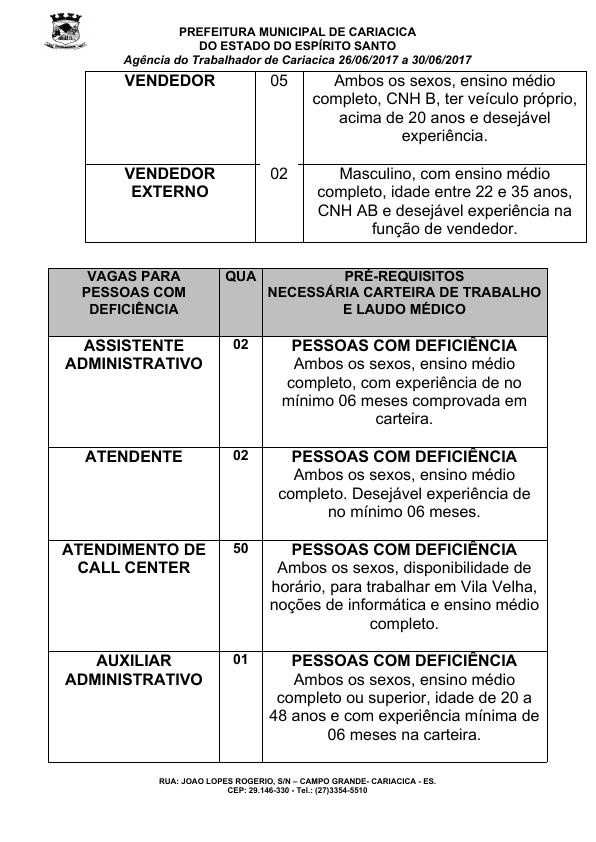 PREFEITURA MUNICIPAL DE CARIACICA
DO ESTADO DO ESPÍRITO SANTO
Agência do Trabalhador de Cariacica 26/06/2017 a 30/06/2017
VENDEDOR 05 Ambos os sexos, ensino médio
completo, CNH B, ter veículo próprio,
acima de 20 anos e desejável
experiência.
VENDEDOR 02 Masculino, com ensino médio
EXTERNO completo, idade entre 22 e 35 anos,
CNH AB e desejável experiência na
função de vendedor.
VAGAS PARA QUA PRÉ-REQUISITOS
PESSOAS COM NECESSÁRIA CARTEIRA DE TRABALHO
DEFICIÊNCIA E LAUDO MÉDICO
ASSISTENTE 02 PESSOAS COM DEFICIÊNCIA
ADMINISTRATIVO Ambos os sexos, ensino médio
completo, com experiência de no
mínimo 06 meses comprovada em
carteira.
ATENDENTE 02 PESSOAS COM DEFICIÊNCIA
Ambos os sexos, ensino médio
completo. Desejável experiência de
no mínimo 06 meses.
ATENDIMENTO DE 50 PESSOAS COM DEFICIÊNCIA
CALL CENTER Ambos os sexos, disponibilidade de
horário, para trabalhar em Vila Velha,
noções de informática e ensino médio
completo.
AUXILIAR 01 PESSOAS COM DEFICIÊNCIA
ADMINISTRATIVO Ambos os sexos, ensino médio
completo ou superior, idade de 20 a
48 anos e com experiência mínima de
06 meses na carteira.
RUA: JOAO LOPES ROGERIO, S/N – CAMPO GRANDE- CARIACICA - ES.
CEP: 29.146-330 - Tel.: (27)3354-5510